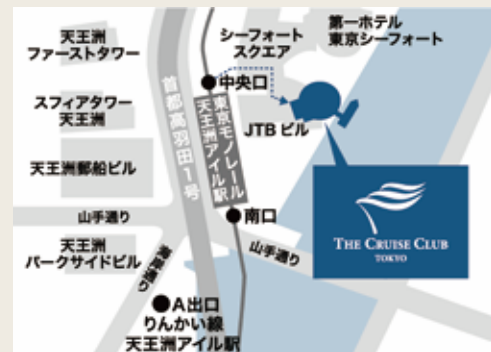 天王洲
ファーストタワー
シーフォート
スクエア
第一ホテル
東京シーフォート
中央口
スフィアタワー
天王洲
首都高羽田1号
東京モノレール
天王洲アイル駅
JTBビル
天王洲郵船ビル
山手通り
南口
山手通り
THE CRUISE CLUB
TOKYO
天王洲
パークサイドビル
海岸通り
A出口
りんかい線
天王洲アイル駅